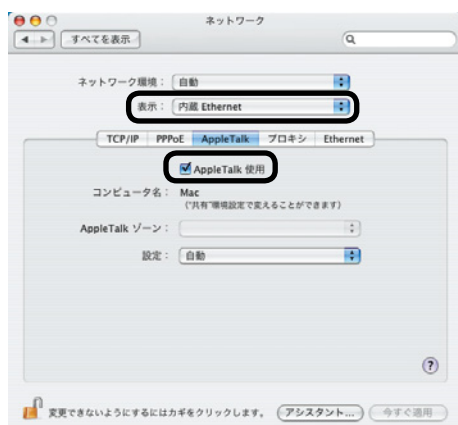 ネットワーク
すべてを表示
ネットワーク環境： 自動
表示： 内蔵 Ethernet
TCP/IP PPPoE AppleTalk プロキシ Ethernet
AppleTalk 使用
コンピュータ名： Mac
("共有"環境設定で変えることができます)
AppleTalk ゾーン：
設定： 自動
?
変更できないようにするにはカギをクリックします。 アシスタント... 今すぐ適用